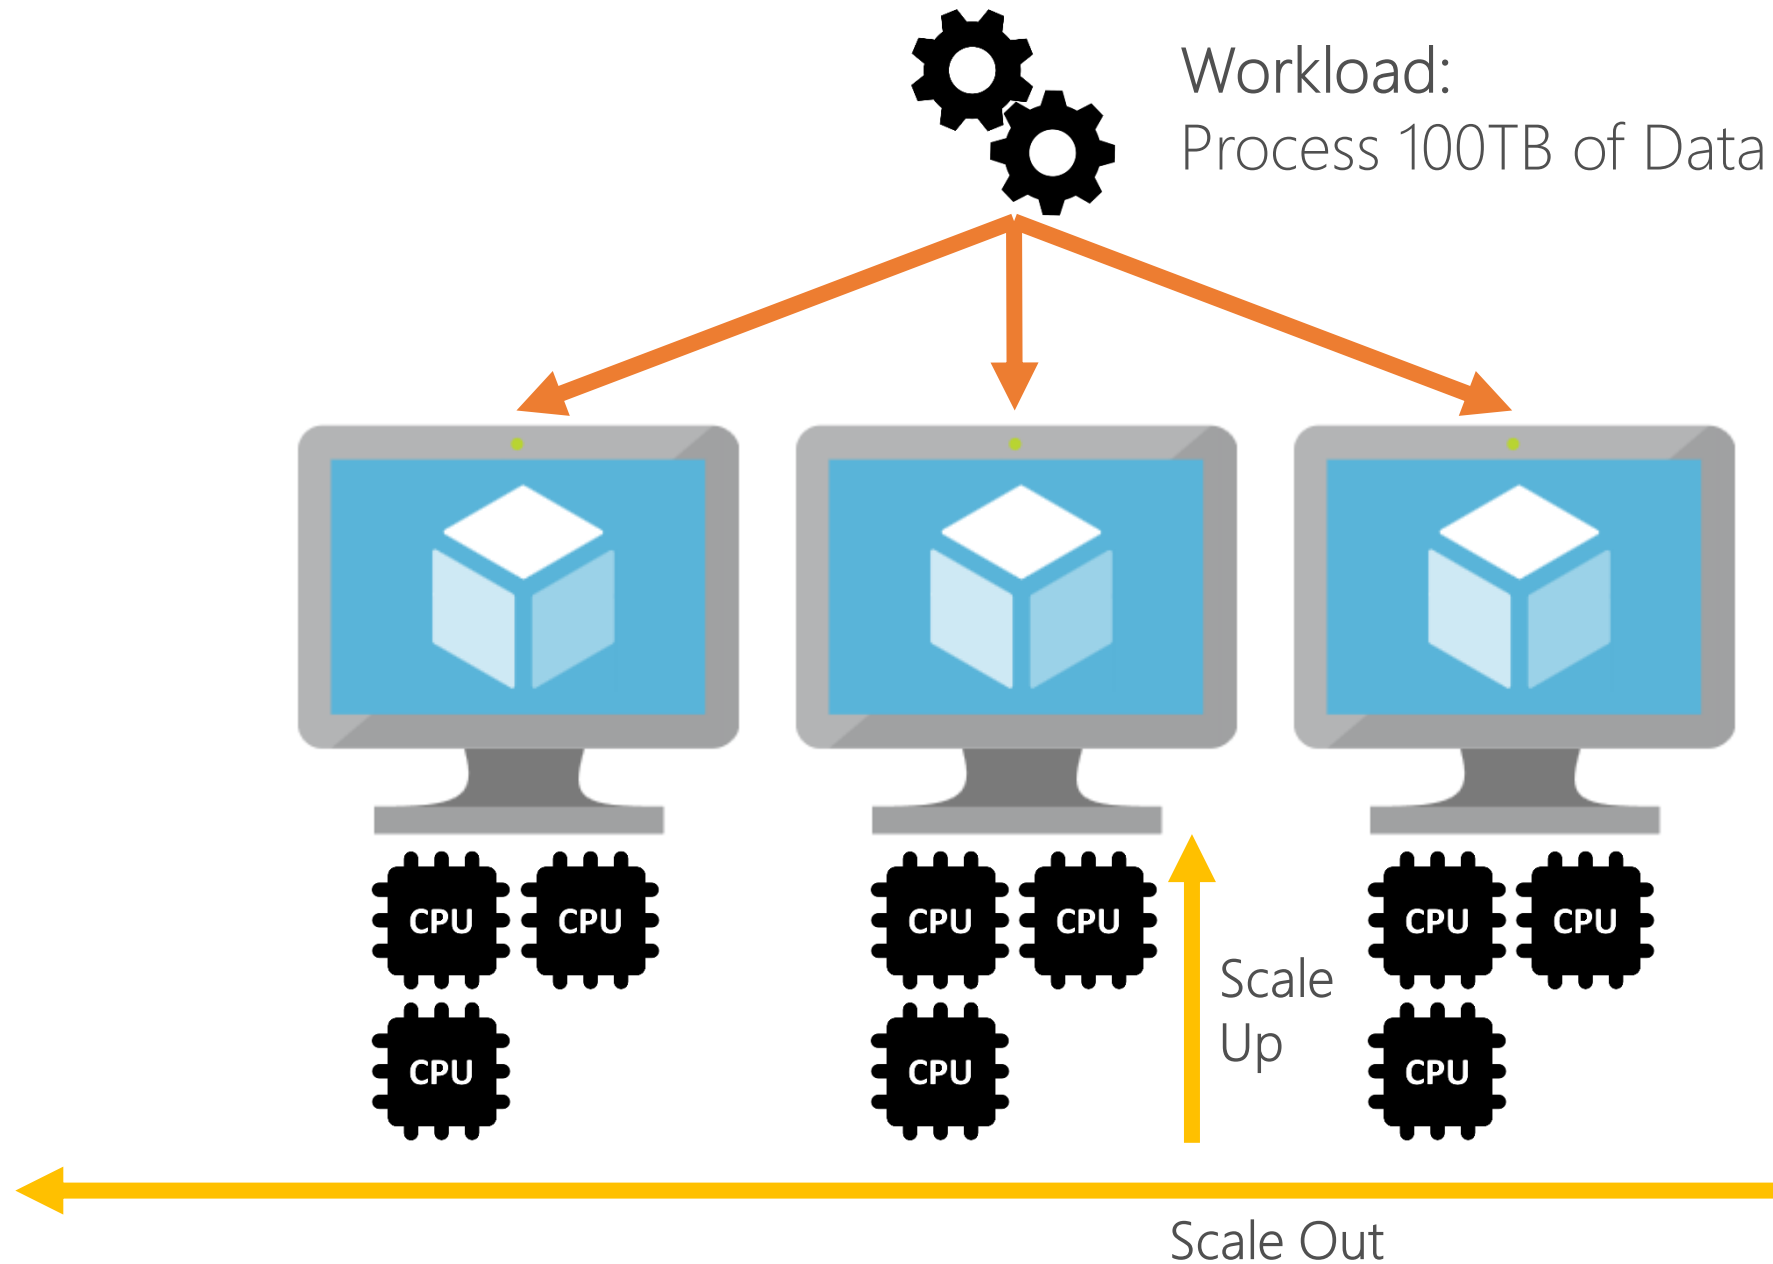 Workload:
Process 100TB of Data
CPU CPU CPU CPU CPU CPU
Scale
Up
CPU CPU CPU
Scale Out